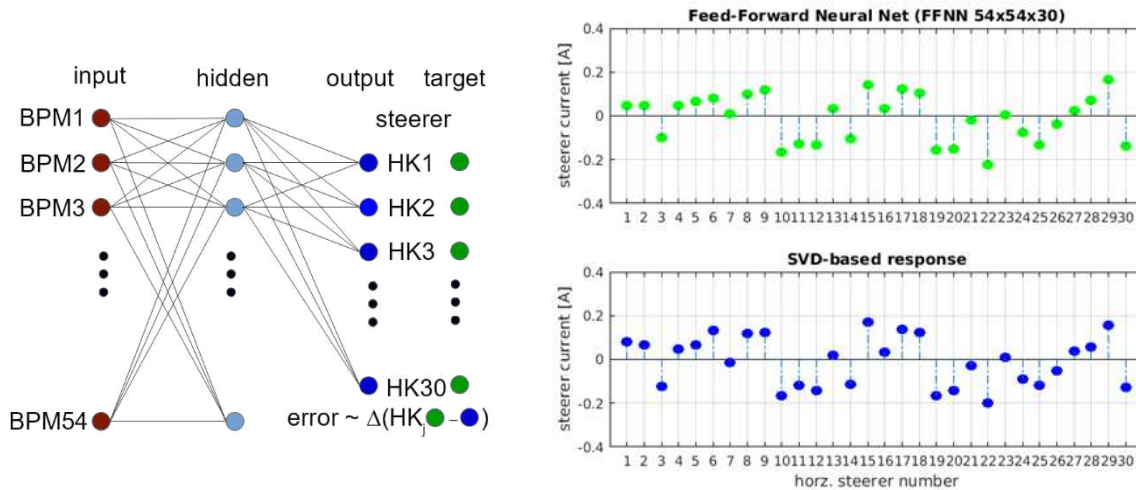 input hidden output target
steerer
BPM1
BPM2
BPM3
BPM54
HK1
HK2
HK3
HK30
error ~ Δ(HKj - )
Feed-Forward Neural Net (FFNN 54x54x30)
steerer current [A]
0.4
0.2
0
-0.2
-0.4
1 2 3 4 5 6 7 8 9 10 11 12 13 14 15 16 17 18 19 20 21 22 23 24 25 26 27 28 29 30
SVD-based response
steerer current [A]
0.4
0.2
0
-0.2
-0.4
1 2 3 4 5 6 7 8 9 10 11 12 13 14 15 16 17 18 19 20 21 22 23 24 25 26 27 28 29 30
horz. steerer number